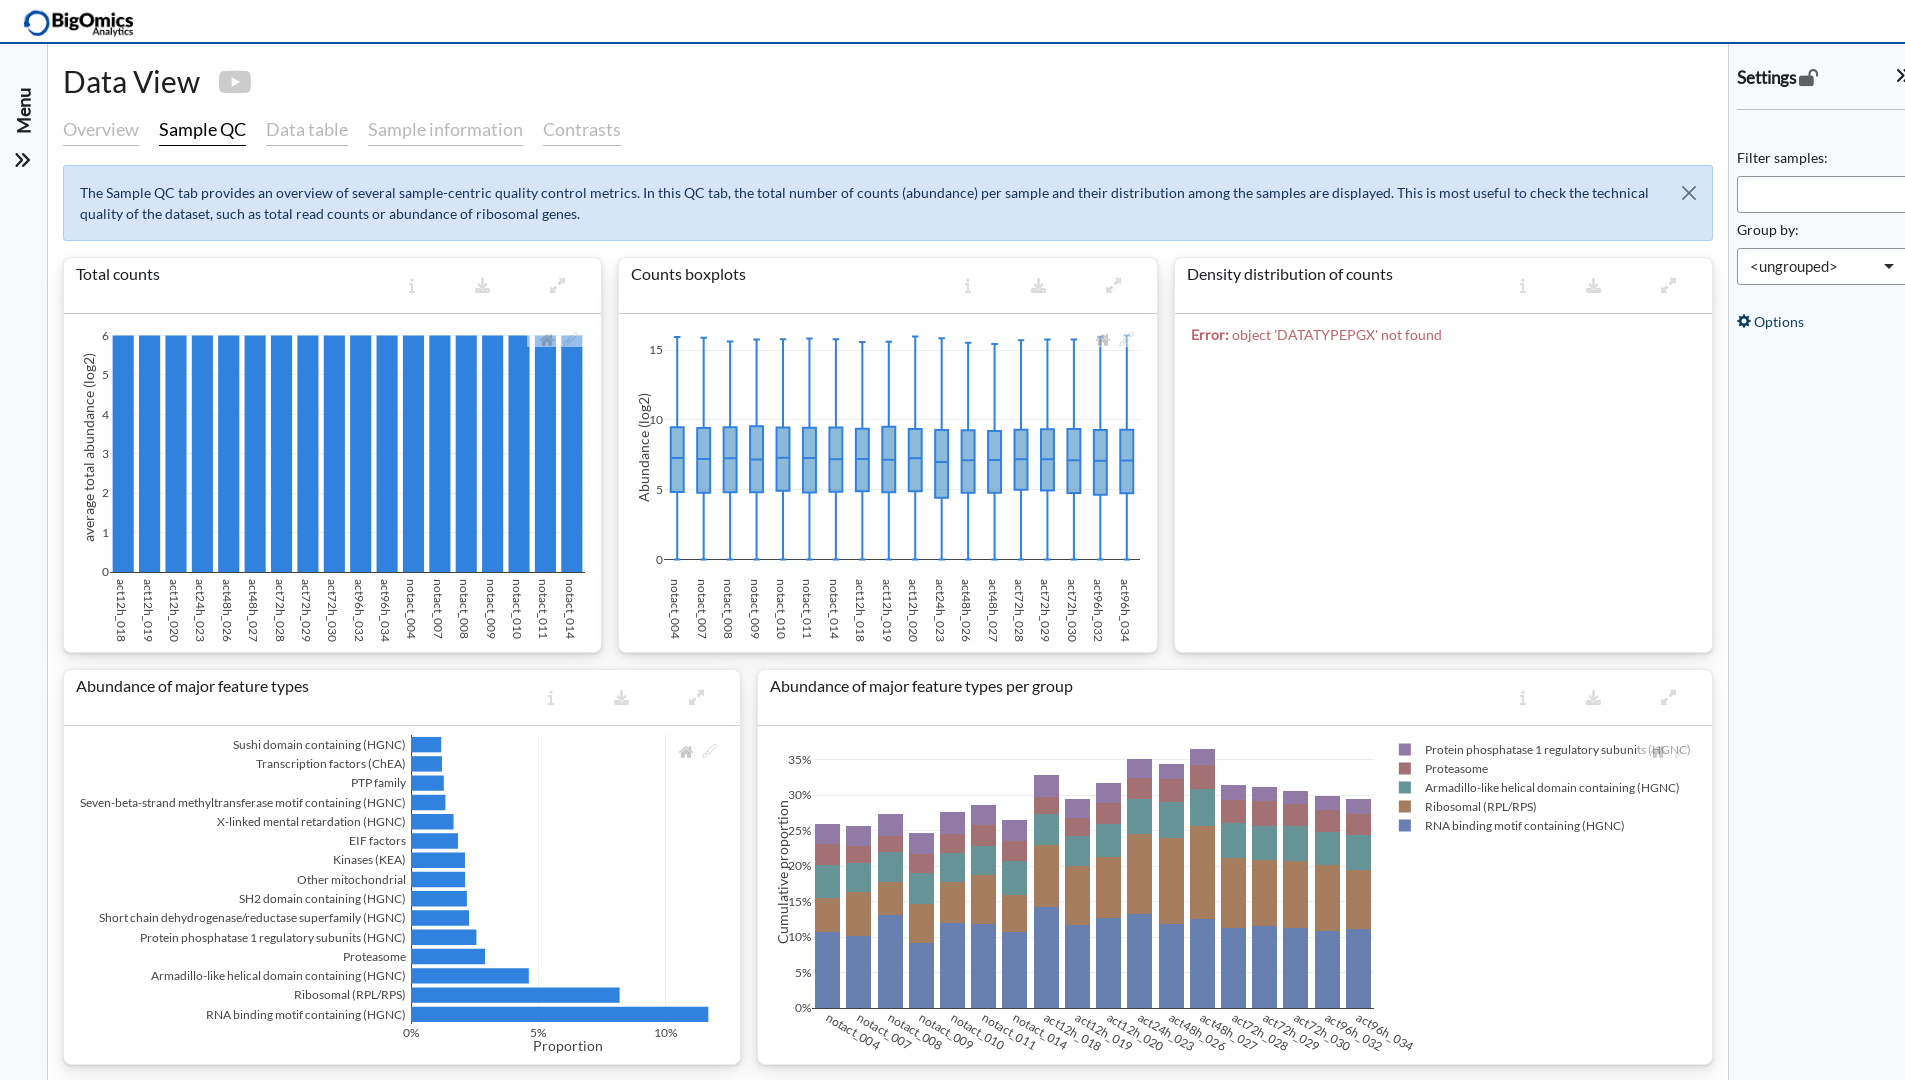 BigOmics
Analytics
Menu
Data View
Overview Sample QC Data table Sample information Contrasts
The Sample QC tab provides an overview of several sample-centric quality control metrics. In this QC tab, the total number of counts (abundance) per sample and their distribution among the samples are displayed. This is most useful to check the technical
quality of the dataset, such as total read counts or abundance of ribosomal genes.
Settings
Filter samples:
Group by:
<ungrouped>
Options
Total counts
average total abundance (log2)
6
5
4
3
2
1
0
act12h_018
act12h_019
act12h_020
act24h_023
act48h_026
act48h_027
act72h_028
act72h_029
act72h_030
act96h_032
act96h_034
notact_004
notact_007
notact_008
notact_009
notact_010
notact_011
notact_014
Counts boxplots
Abundance (log2)
15
10
5
0
notact_004
notact_007
notact_008
notact_009
notact_010
notact_011
notact_014
act12h_018
act12h_019
act12h_020
act24h_023
act48h_026
act48h_027
act72h_028
act72h_029
act72h_030
act96h_032
act96h_034
Density distribution of counts
Error: object 'DATATYPEPGX' not found
Abundance of major feature types
Sushi domain containing (HGNC)
Transcription factors (ChEA)
PTP family
Seven-beta-strand methyltransferase motif containing (HGNC)
X-linked mental retardation (HGNC)
EIF factors
Kinases (KEA)
Other mitochondrial
SH2 domain containing (HGNC)
Short chain dehydrogenase/reductase superfamily (HGNC)
Protein phosphatase 1 regulatory subunits (HGNC)
Proteasome
Armadillo-like helical domain containing (HGNC)
Ribosomal (RPL/RPS)
RNA binding motif containing (HGNC)
0% 5% 10%
Proportion
Abundance of major feature types per group
Cumulative proportion
35%
30%
25%
20%
15%
10%
5%
0%
notact_004
notact_007
notact_008
notact_009
notact_010
notact_011
notact_014
act12h_018
act12h_019
act12h_020
act24h_023
act48h_026
act48h_027
act72h_028
act72h_029
act72h_030
act96h_032
act96h_034
Protein phosphatase 1 regulatory subunits (HGNC)
Proteasome
Armadillo-like helical domain containing (HGNC)
Ribosomal (RPL/RPS)
RNA binding motif containing (HGNC)